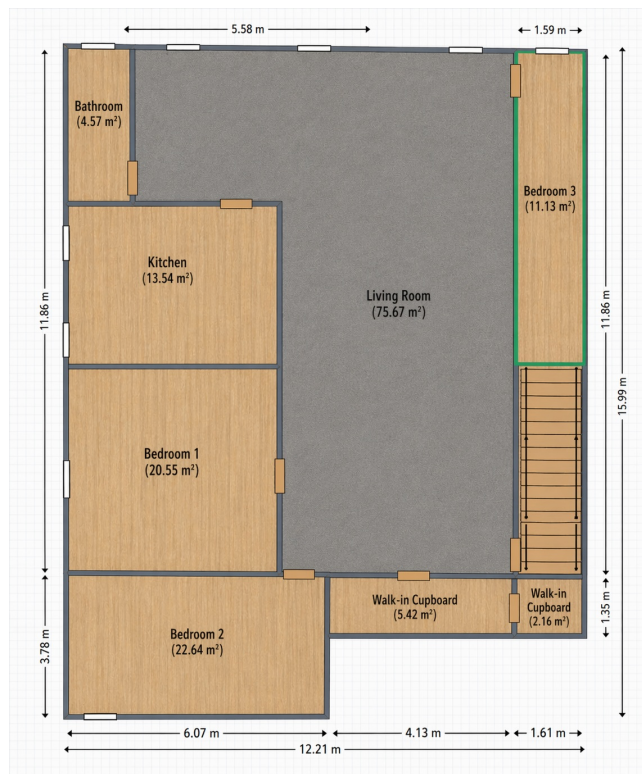 5.58 m
1.59 m
Bathroom
(4.57 m²)
Bedroom 3
(11.13 m²)
Kitchen
(13.54 m²)
Living Room
(75.67 m²)
11.86 m
11.86 m
15.99 m
Bedroom 1
(20.55 m²)
Walk-in Cupboard
(5.42 m²)
Walk-in
Cupboard
(2.16 m²)
1.35 m
Bedroom 2
(22.64 m²)
3.78 m
6.07 m
4.13 m
1.61 m
12.21 m